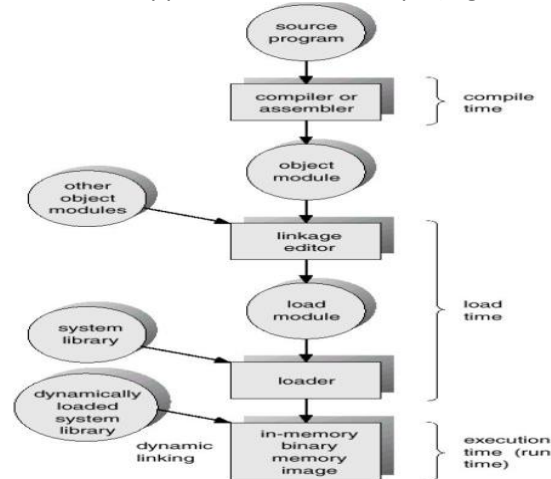 source
program
compiler or
assembler
compile
time
object
module
other
object
modules
linkage
editor
load
module
load
time
system
library
loader
dynamically
loaded
system
library
dynamic
linking
in-memory
binary
memory
image
execution
time (run
time)